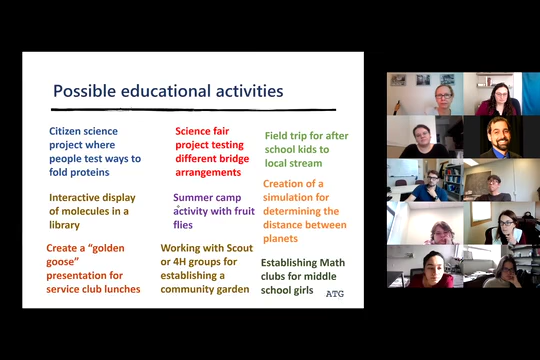 Possible educational activities
Citizen science
project where
people test ways to
fold proteins
Science fair
project testing
different bridge
arrangements
Field trip for after
school kids to
local stream
Interactive display
of molecules in a
library
Summer camp
activity with fruit
flies
Creation of a
simulation for
determining the
distance between
planets
Create a “golden
goose”
presentation for
service club lunches
Working with Scout
or 4H groups for
establishing a
community garden
Establishing Math
clubs for middle
school girls
ATG